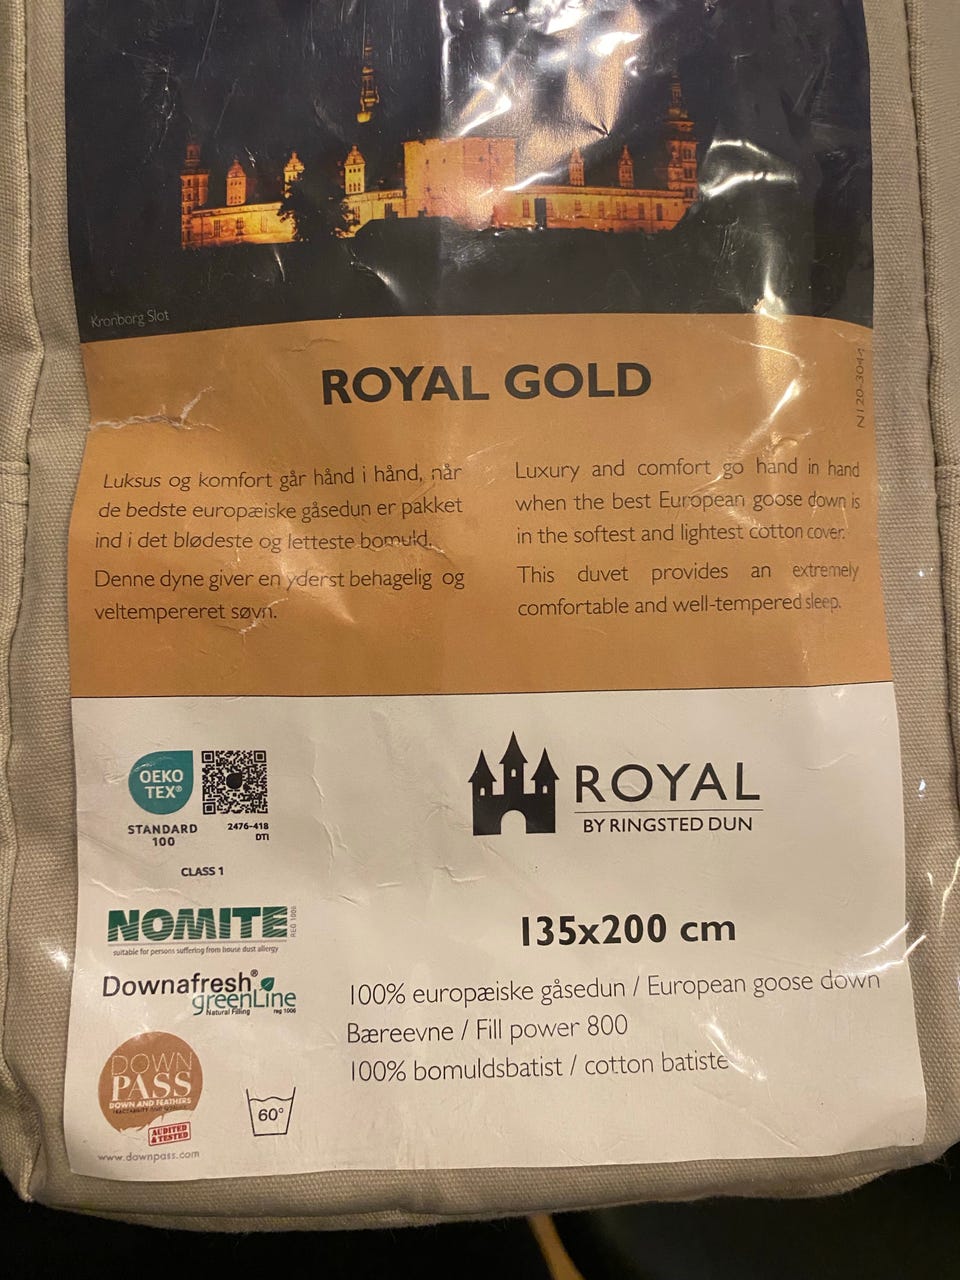 Kronborg Slot
ROYAL GOLD
N120-3044
Luksus og komfort går hånd i hånd, når
de bedste europæiske gåsedun er pakket
ind i det blødeste og letteste bomuld.
Denne dyne giver en yderst behagelig og
veltempereret søvn.
Luxury and comfort go hand in hand
when the best European goose down is
in the softest and lightest cotton cover.
This duvet provides an extremely
comfortable and well-tempered sleep.
OEKO
TEX®
STANDARD
100
2476-418
DTI
CLASS 1
NOMITE
REG 1006
suitable for persons suffering from house dust allergy
Downafresh®
greenLine
Natural Filling
reg 1006
DOWN
PASS
DOWN AND FEATHERS
AUDITED
& TESTED
www.downpass.com
60°
ROYAL
BY RINGSTED DUN
135x200 cm
100% europæiske gåsedun / European goose down
Bæreevne / Fill power 800
100% bomuldsbatist / cotton batiste